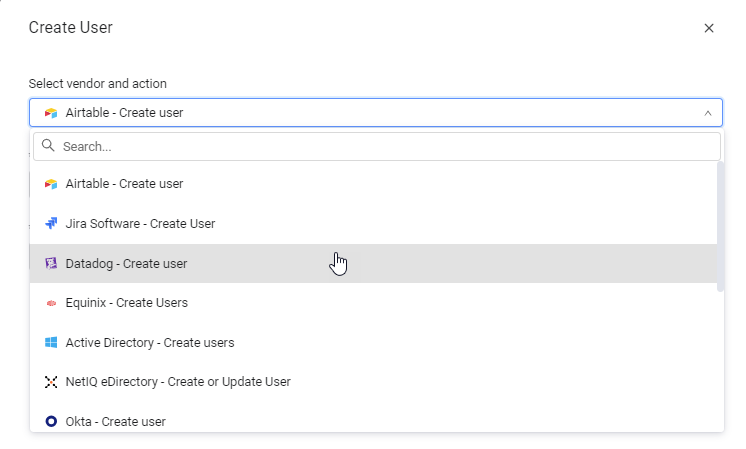 Create User
Select vendor and action
Airtable - Create user
Search...
Airtable - Create user
Jira Software - Create User
Datadog - Create user
Equinix - Create Users
Active Directory - Create users
NetIQ eDirectory - Create or Update User
Okta - Create user